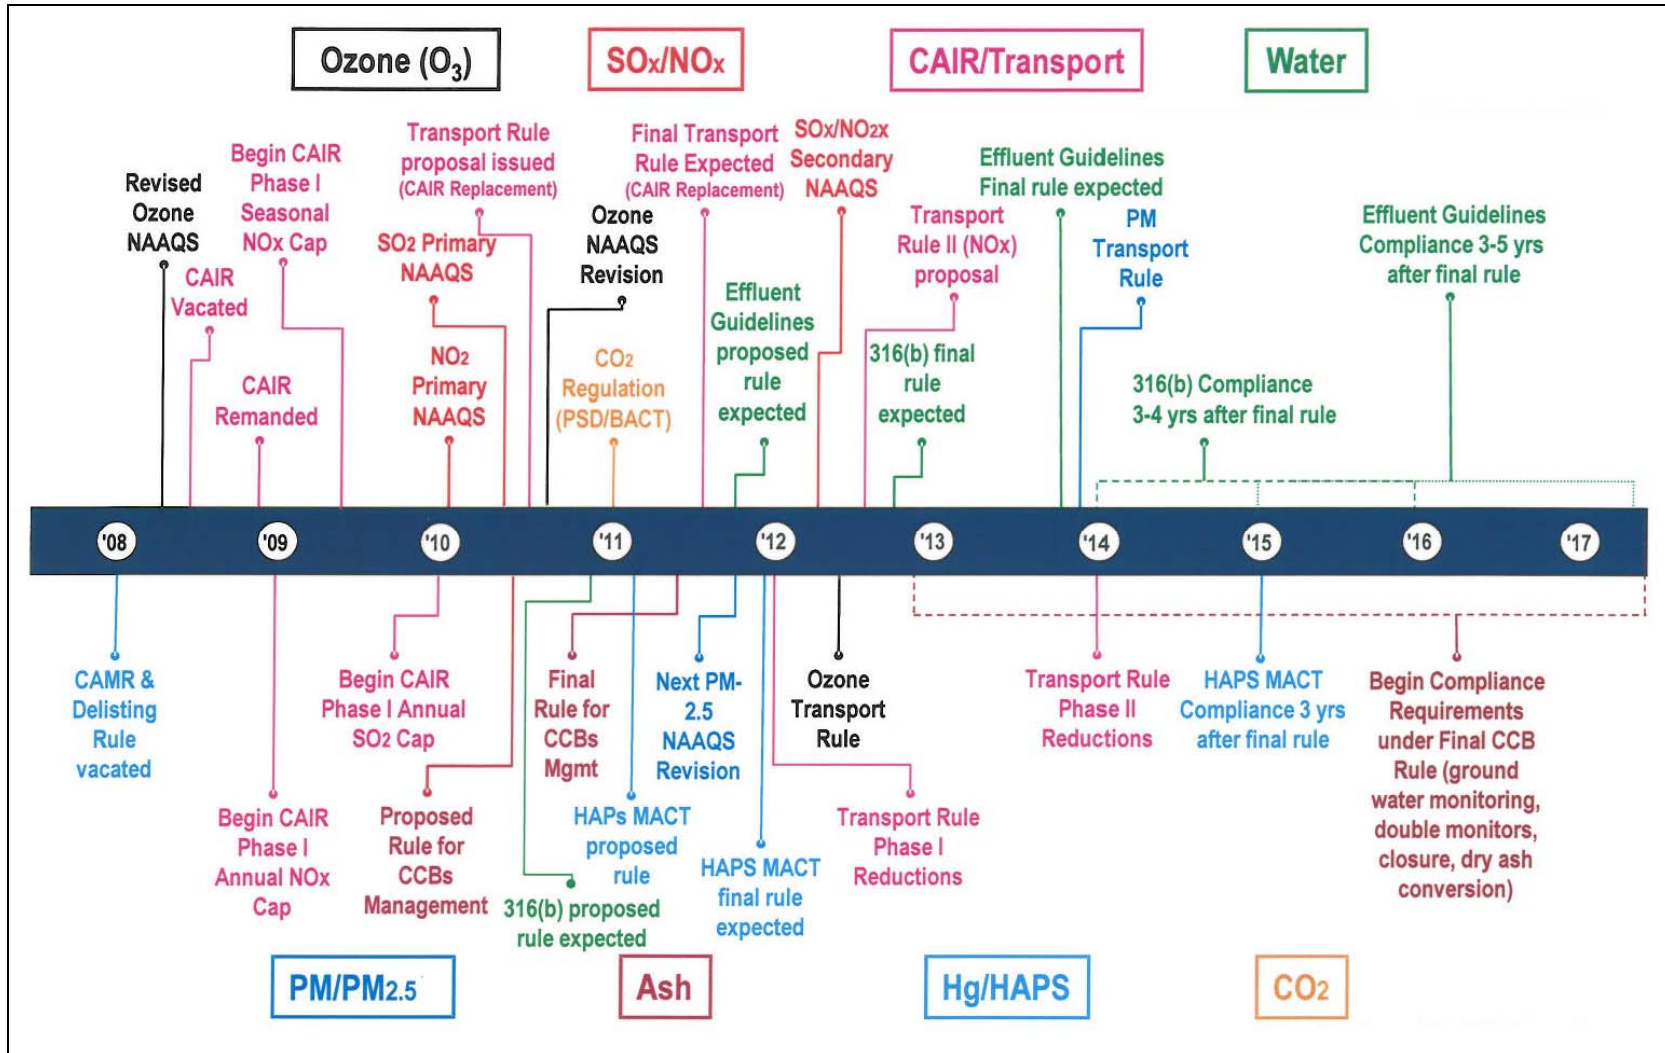 Ozone (O3)
SOx/NOx
CAIR/Transport
Water
Revised
Ozone
NAAQS
CAIR
Vacated
Begin CAIR
Phase I
Seasonal
NOx Cap
CAIR
Remanded
Transport Rule
proposal issued
(CAIR Replacement)
SO2 Primary
NAAQS
NO2
Primary
NAAQS
Ozone
NAAQS
Revision
CO2
Regulation
(PSD/BACT)
Final Transport
Rule Expected
(CAIR Replacement)
Effluent
Guidelines
proposed
rule
expected
SOx/NO2x
Secondary
NAAQS
316(b) final
rule
expected
Transport
Rule II (NOx)
proposal
Effluent Guidelines
Final rule expected
PM
Transport
Rule
316(b) Compliance
3-4 yrs after final rule
Effluent Guidelines
Compliance 3-5 yrs
after final rule
'08
'09
'10
'11
'12
'13
'14
'15
'16
'17
CAMR &
Delisting
Rule
vacated
Begin CAIR
Phase I
Annual NOx
Cap
Begin CAIR
Phase I Annual
SO2 Cap
Proposed
Rule for
CCBs
Management
316(b) proposed
rule expected
Final
Rule for
CCBs
Mgmt
HAPs MACT
proposed
rule
Next PM-
2.5
NAAQS
Revision
HAPS MACT
final rule
expected
Ozone
Transport
Rule
Transport Rule
Phase I
Reductions
Transport Rule
Phase II
Reductions
HAPS MACT
Compliance 3 yrs
after final rule
Begin Compliance
Requirements
under Final CCB
Rule (ground
water monitoring,
double monitors,
closure, dry ash
conversion)
PM/PM2.5
Ash
Hg/HAPS
CO2